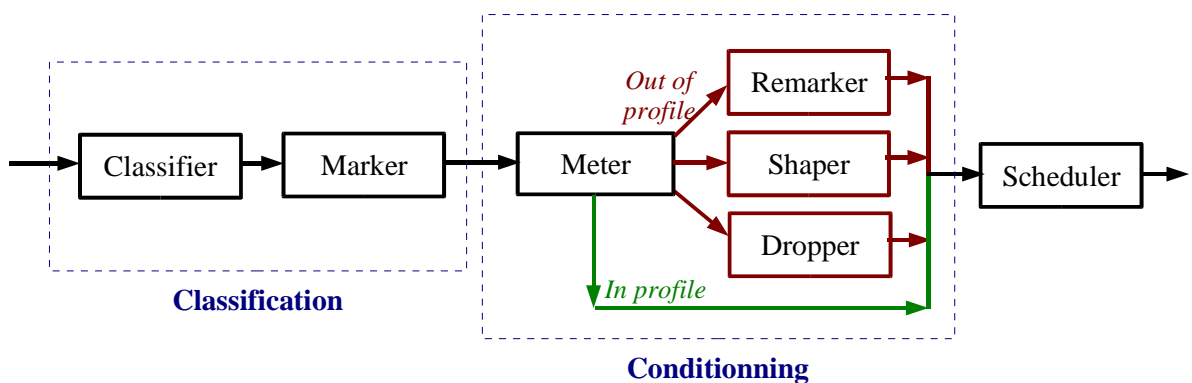 Out of
profile
Remarker
Classifier
Marker
Meter
Shaper
Scheduler
Dropper
In profile
Classification
Conditionning